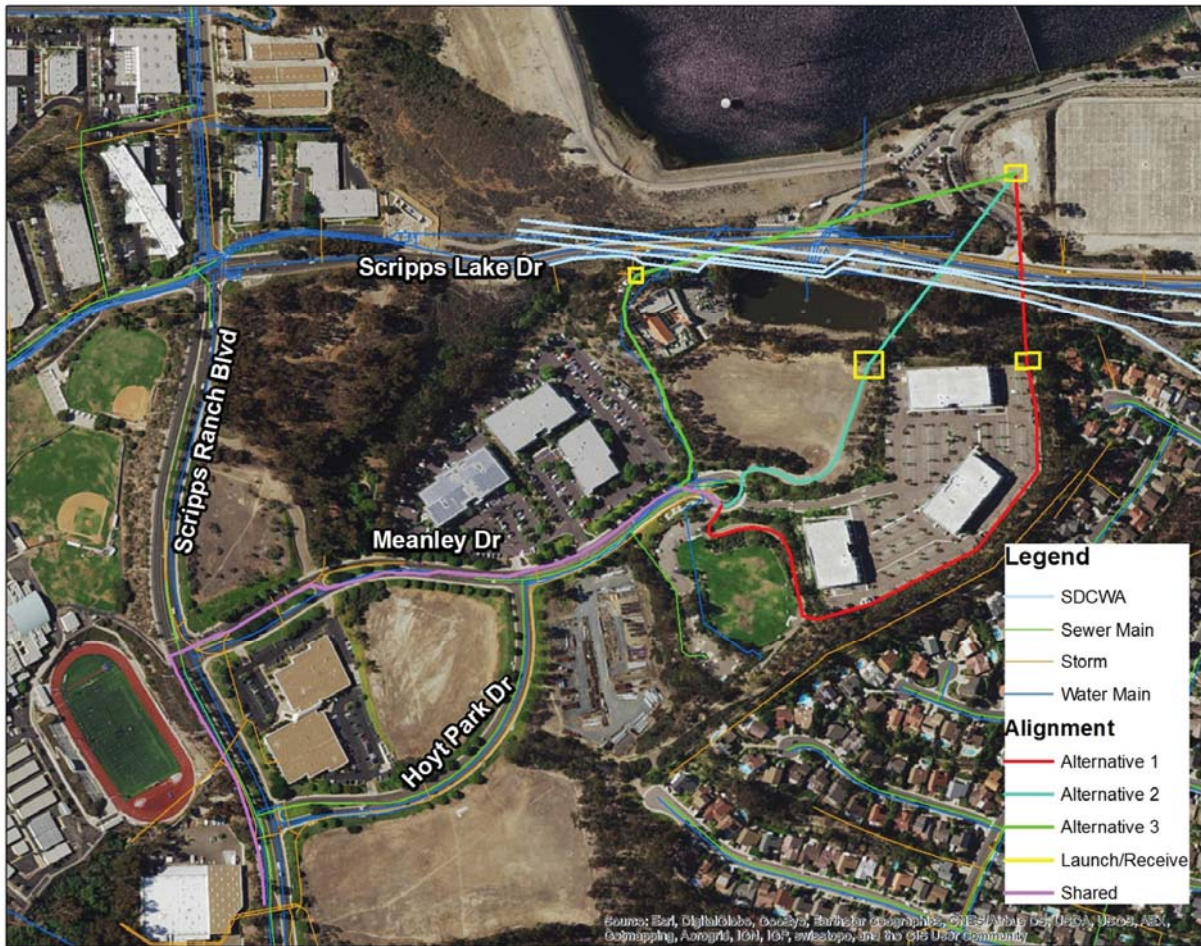 Scripps Lake Dr
Scripps Ranch Blvd
Meanley Dr
Hoyt Park Dr
Legend
SDCWA
Sewer Main
Storm
Water Main
Alignment
Alternative 1
Alternative 2
Alternative 3
Launch/Receive
Shared
Source: Esri, DigitalGlobe, GeoEye, Earthstar Geographics, CNES/Airbus DS, USDA, USGS, AEX,
Getmapping, Aerogrid, IGN, IGP, swisstopo, and the GIS User Community